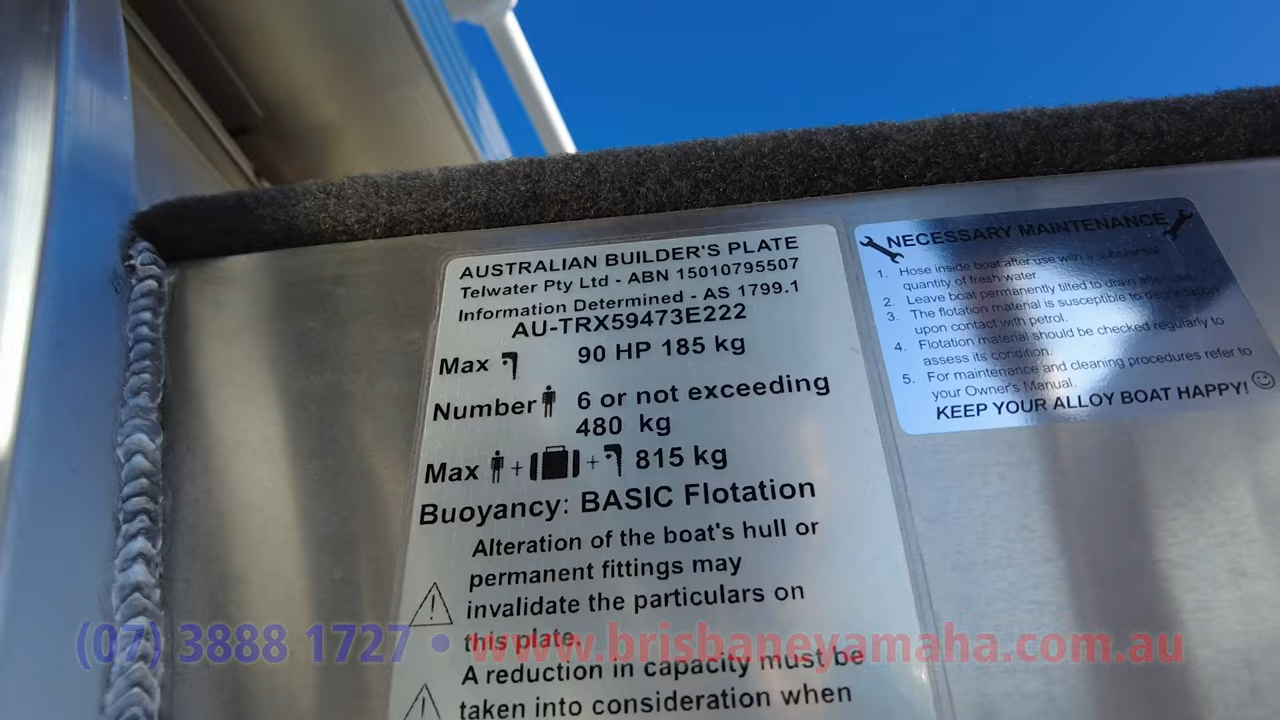 AUSTRALIAN BUILDER'S PLATE
Telwater Pty Ltd - ABN 15010795507
Information Determined - AS 1799.1
AU-TRX59473E222
Max 90 HP 185 kg
Number 6 or not exceeding
480 kg
Max + + 815 kg
Buoyancy: BASIC Flotation
Alteration of the boat's hull or
permanent fittings may
invalidate the particulars on
this plate.
A reduction in capacity must be
taken into consideration when
NECESSARY MAINTENANCE
1. Hose inside boat after use with a substantial
quantity of fresh water.
2. Leave boat permanently tilted to drain after use.
3. The flotation material is susceptible to degradation
upon contact with petrol.
4. Flotation material should be checked regularly to
assess its condition.
5. For maintenance and cleaning procedures refer to
your Owner's Manual.
KEEP YOUR ALLOY BOAT HAPPY!
(07) 3888 1727 • www.brisbaneyamaha.com.au